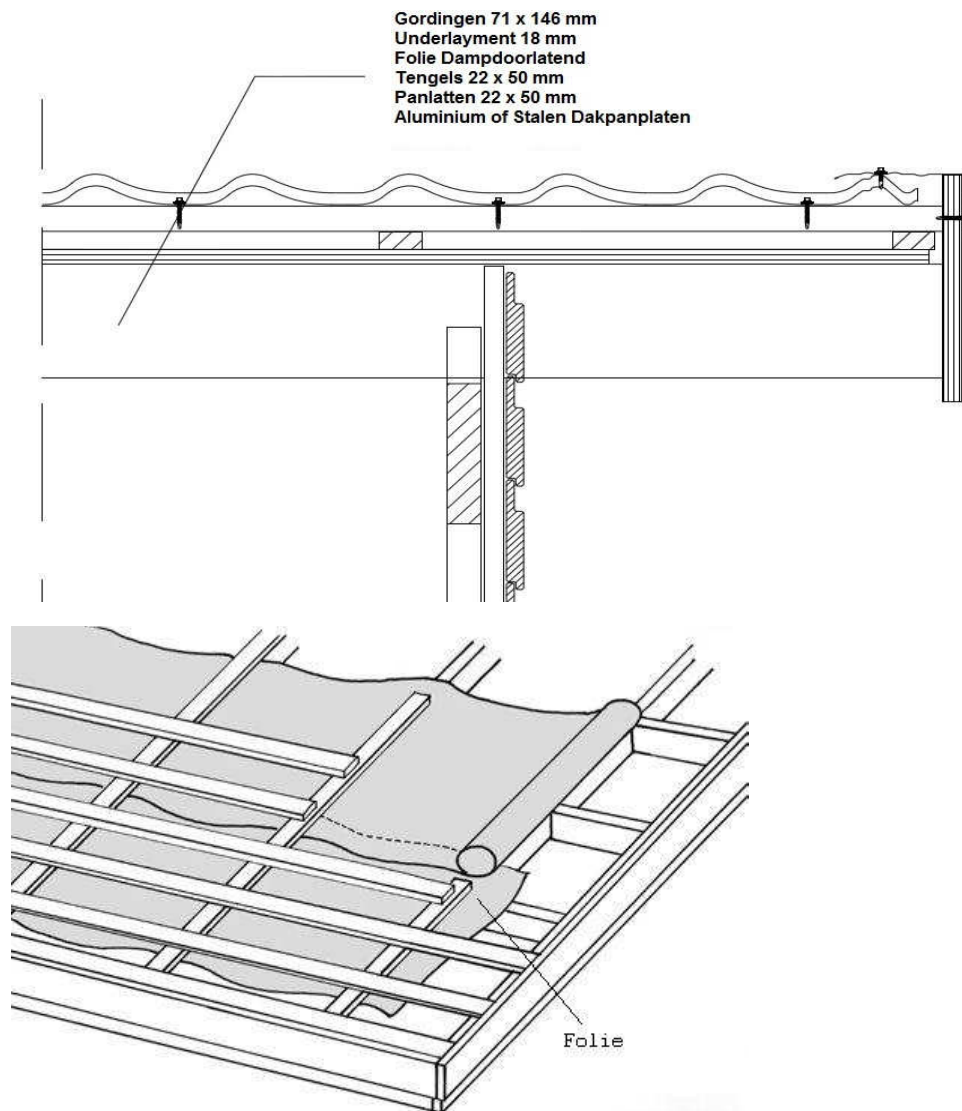 Gordingen 71 x 146 mm
Underlayment 18 mm
Folie Dampdoorlatend
Tengels 22 x 50 mm
Panlatten 22 x 50 mm
Aluminium of Stalen Dakpanplaten
Folie